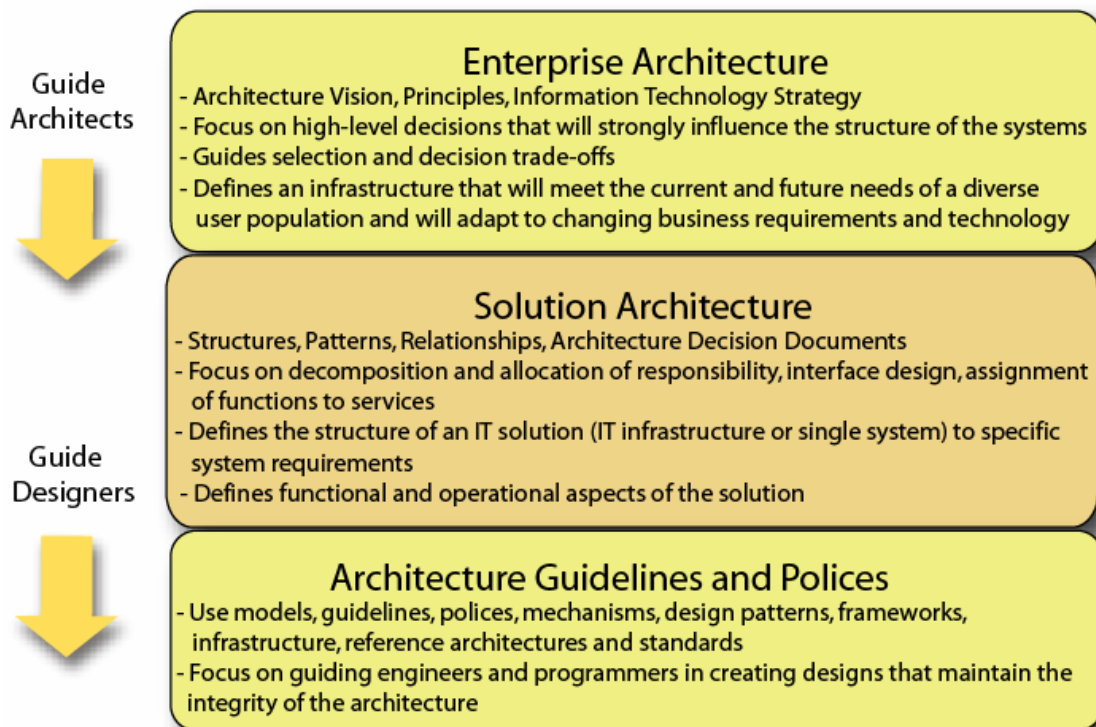 Guide
Architects
Enterprise Architecture
- Architecture Vision, Principles, Information Technology Strategy
- Focus on high-level decisions that will strongly influence the structure of the systems
- Guides selection and decision trade-offs
- Defines an infrastructure that will meet the current and future needs of a diverse
user population and will adapt to changing business requirements and technology
Solution Architecture
- Structures, Patterns, Relationships, Architecture Decision Documents
- Focus on decomposition and allocation of responsibility, interface design, assignment
of functions to services
- Defines the structure of an IT solution (IT infrastructure or single system) to specific
system requirements
- Defines functional and operational aspects of the solution
Guide
Designers
Architecture Guidelines and Polices
- Use models, guidelines, polices, mechanisms, design patterns, frameworks,
infrastructure, reference architectures and standards
- Focus on guiding engineers and programmers in creating designs that maintain the
integrity of the architecture